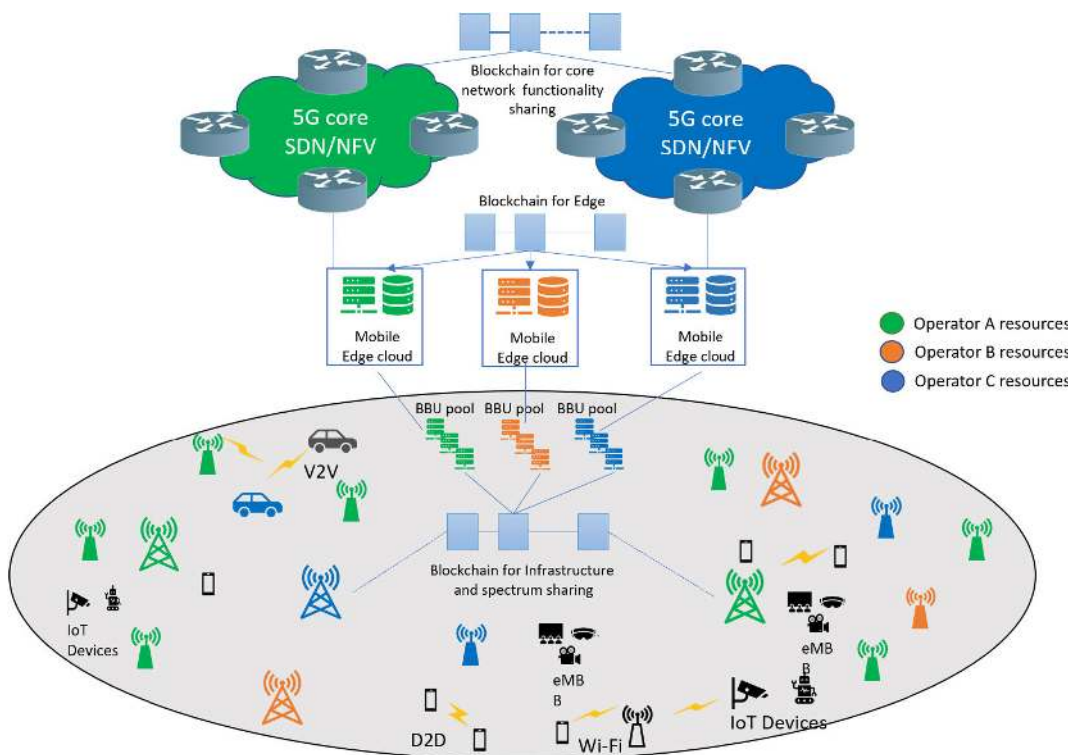 Blockchain for core
network functionality
sharing
5G core
SDN/NFV
5G core
SDN/NFV
Blockchain for Edge
Mobile
Edge cloud
Mobile
Edge cloud
Mobile
Edge cloud
Operator A resources
Operator B resources
Operator C resources
BBU pool
BBU pool
BBU pool
V2V
Blockchain for Infrastructure
and spectrum sharing
IoT
Devices
eMB
B
eMB
B
D2D
Wi-Fi
IoT Devices